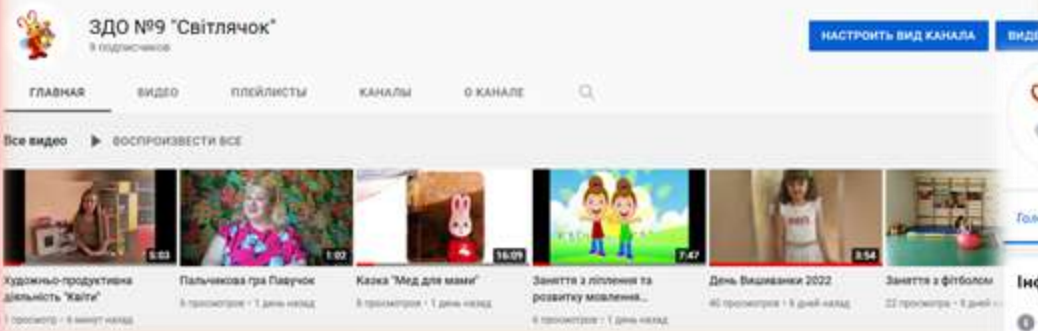 ЗДО №9 "Світлячок"
9 подписчиков
НАСТРОИТЬ ВИД КАНАЛА
ГЛАВНАЯ
ВИДЕО
ПЛЕЙЛИСТЫ
КАНАЛЫ
О КАНАЛЕ
Все видео
ВОСПРОИЗВЕСТИ ВСЕ
5:03
1:02
16:09
7:47
3:54
Художньо-продуктивна
діяльність "Квіти"
1 просмотр • 6 минут назад
Пальчикова гра Павучок
6 просмотров • 1 день назад
Казка "Мед для мами"
8 просмотров • 1 день назад
Заняття з ліплення та
розвитку мовлення...
6 просмотров • 1 день назад
День Вишиванки 2022
40 просмотров • 6 дней назад
Заняття з фітболом
22 просмотра • 8 дней